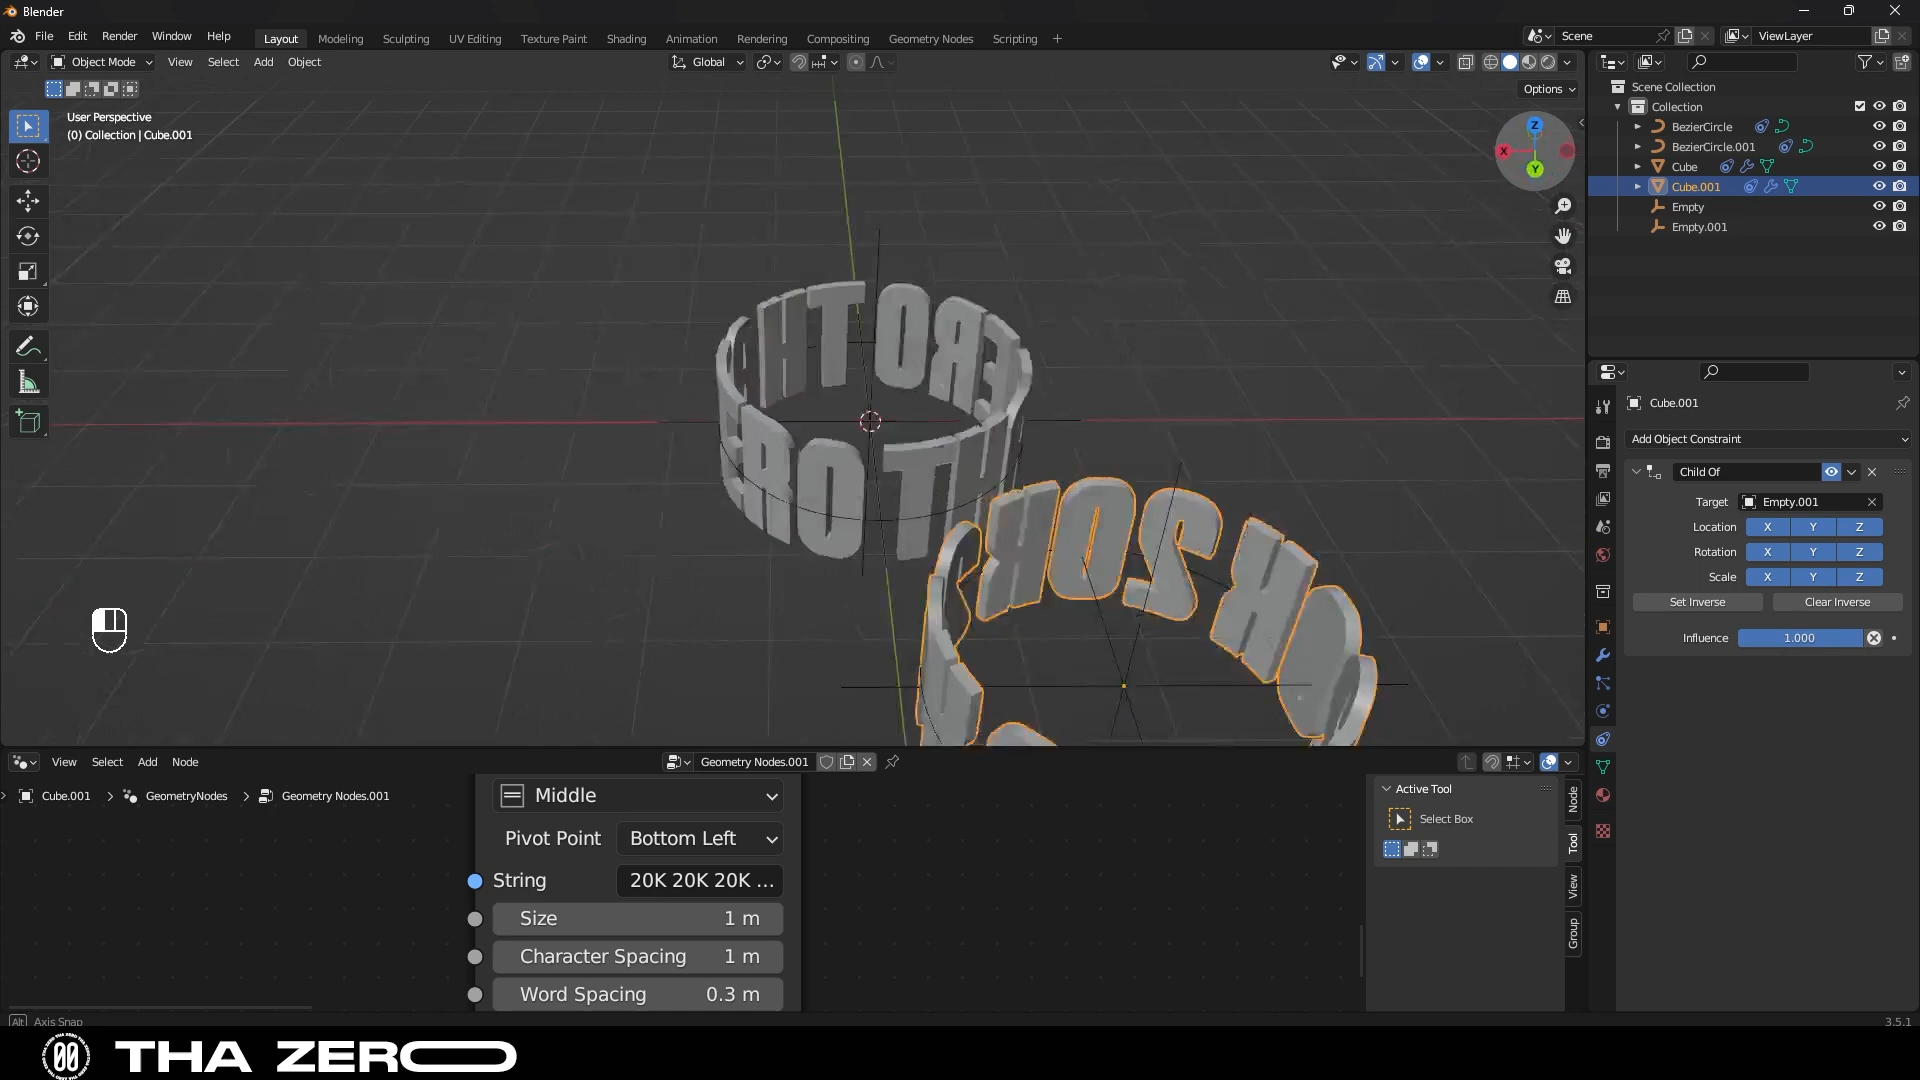 Blender
File Edit Render Window Help
Layout Modeling Sculpting UV Editing Texture Paint Shading Animation Rendering Compositing Geometry Nodes Scripting +
Scene
ViewLayer
Object Mode View Select Add Object
Global
Options
User Perspective
(0) Collection | Cube.001
Z
X
Y
Scene Collection
Collection
BezierCircle
BezierCircle.001
Cube
Cube.001
Empty
Empty.001
Cube.001
Add Object Constraint
Child Of
Target Empty.001
Location X Y Z
Rotation X Y Z
Scale X Y Z
Set Inverse Clear Inverse
Influence 1.000
View Select Add Node
Geometry Nodes.001
Cube.001 > GeometryNodes > Geometry Nodes.001
Middle
Pivot Point Bottom Left
String 20K 20K 20K ...
Size 1 m
Character Spacing 1 m
Word Spacing 0.3 m
Active Tool
Select Box
Node
Tool
View
Group
Alt Axis Snap
3.5.1
THA ZERO